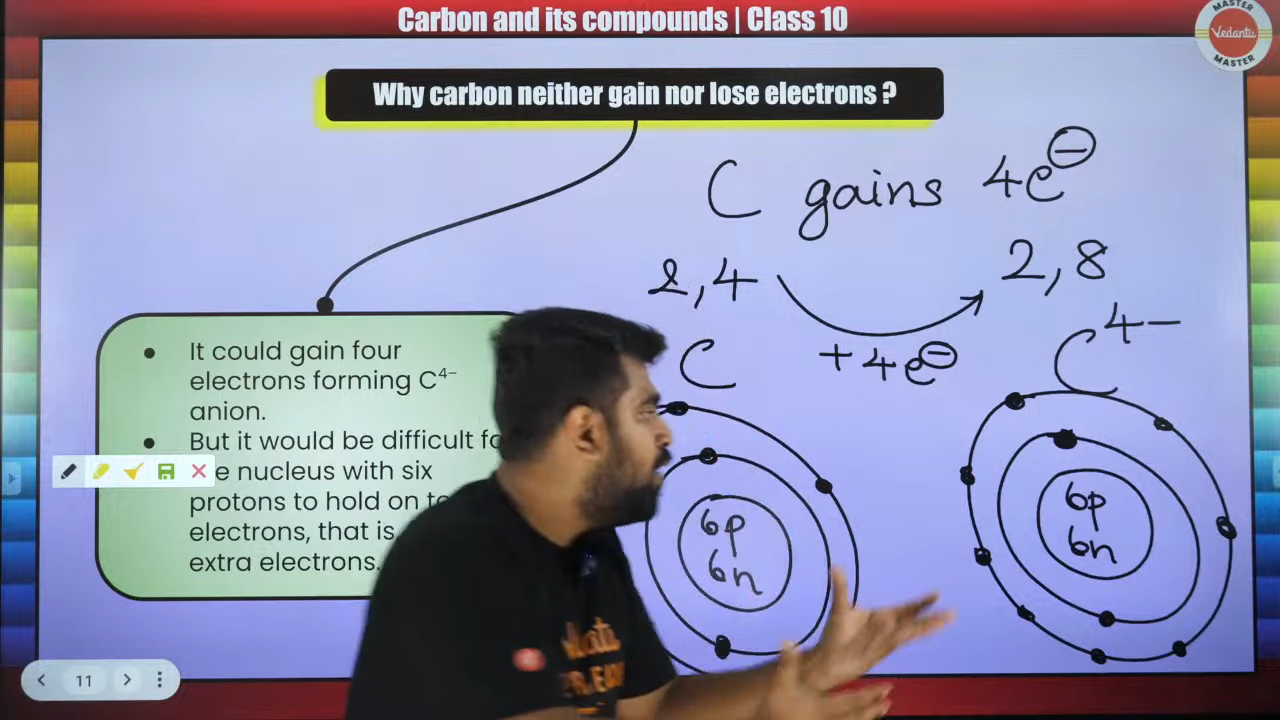 Carbon and its compounds | Class 10
MASTER
Vedantu
MASTER
Why carbon neither gain nor lose electrons ?
C gains 4e⊖
2,4
2,8
C
+4e⊖
C⁴⁻
It could gain four
electrons forming C⁴⁻
anion.
But it would be difficult
nucleus with six
protons to hold on
electrons, that is
extra electrons.
6p
6n
6p
6n
11